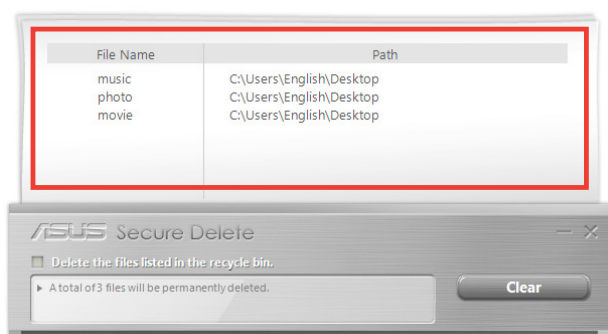 File Name Path
music C:\Users\English\Desktop
photo C:\Users\English\Desktop
movie C:\Users\English\Desktop
ASUS Secure Delete
Delete the files listed in the recycle bin.
A total of 3 files will be permanently deleted.
Clear